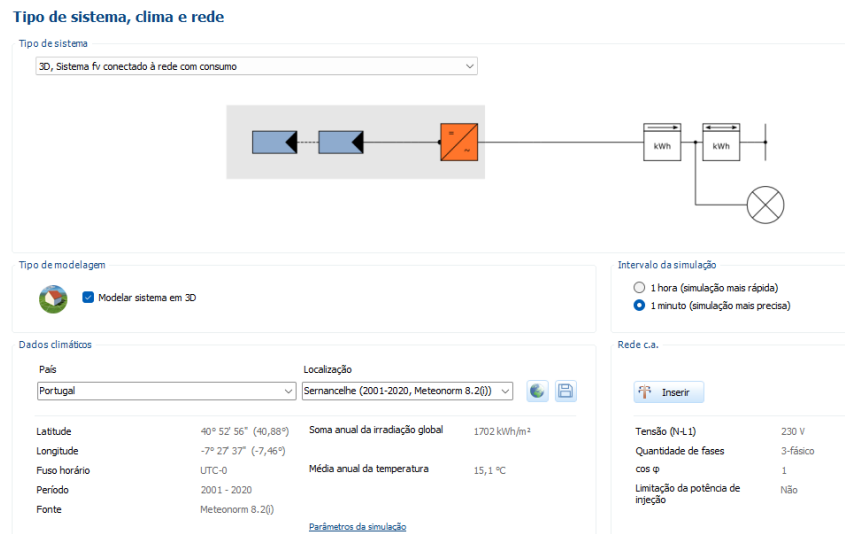 Tipo de sistema, clima e rede
Tipo de sistema
3D, Sistema fv conectado à rede com consumo
=
~
kWh
kWh
Tipo de modelagem
Modelar sistema em 3D
Intervalo da simulação
1 hora (simulação mais rápida)
1 minuto (simulação mais precisa)
Dados climáticos
País
Localização
Portugal
Sernancelhe (2001-2020, Meteonorm 8.2(i))
Latitude
40° 52' 56" (40,88°)
Soma anual da irradiação global
1702 kWh/m²
Longitude
-7° 27' 37" (-7,46°)
Fuso horário
UTC-0
Média anual da temperatura
15,1 °C
Período
2001 - 2020
Fonte
Meteonorm 8.2(i)
Parâmetros da simulação
Rede c.a.
Inserir
Tensão (N-L1)
230 V
Quantidade de fases
3-fásico
cos φ
1
Limitação da potência de
injeção
Não